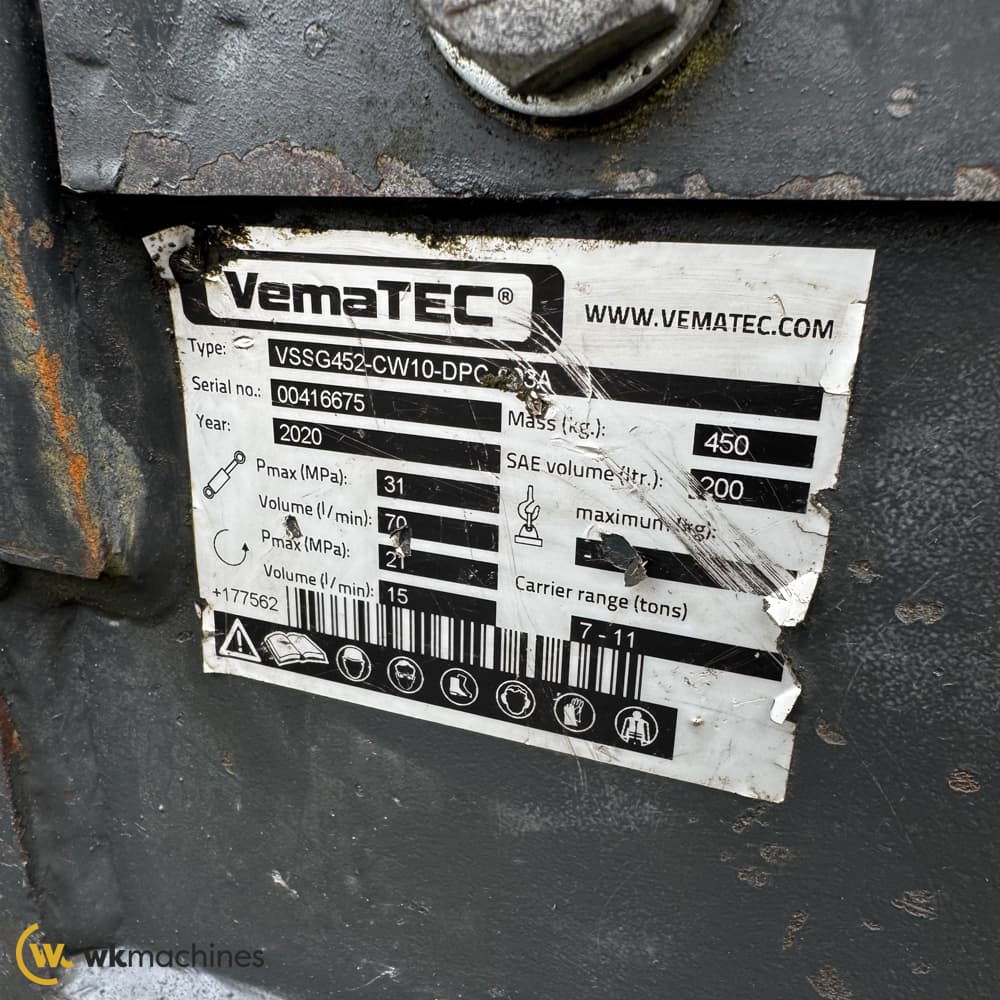 VemaTEC®
WWW.VEMATEC.COM
Type: VSSG452-CW10-DPC
Serial no.: 00416675
Year: 2020
Mass (kg.): 450
SAE volume (ltr.): 200
Pmax (MPa): 31
Volume (l/min): 70
Pmax (MPa): 21
Volume (l/min): 15
maximum (kg): -
Carrier range (tons)
7 - 11
+177562
wkmachines